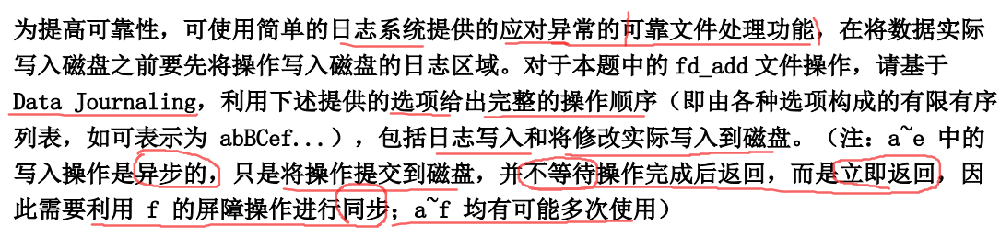 为提高可靠性，可使用简单的日志系统提供的应对异常的可靠文件处理功能，在将数据实际
写入磁盘之前要先将操作写入磁盘的日志区域。对于本题中的 fd_add 文件操作，请基于
Data Journaling，利用下述提供的选项给出完整的操作顺序（即由各种选项构成的有限有序
列表，如可表示为 abBCef...），包括日志写入和将修改实际写入到磁盘。（注：a~e 中的
写入操作是异步的，只是将操作提交到磁盘，并不等待操作完成后返回，而是立即返回，因
此需要利用 f 的屏障操作进行同步；a~f 均有可能多次使用）